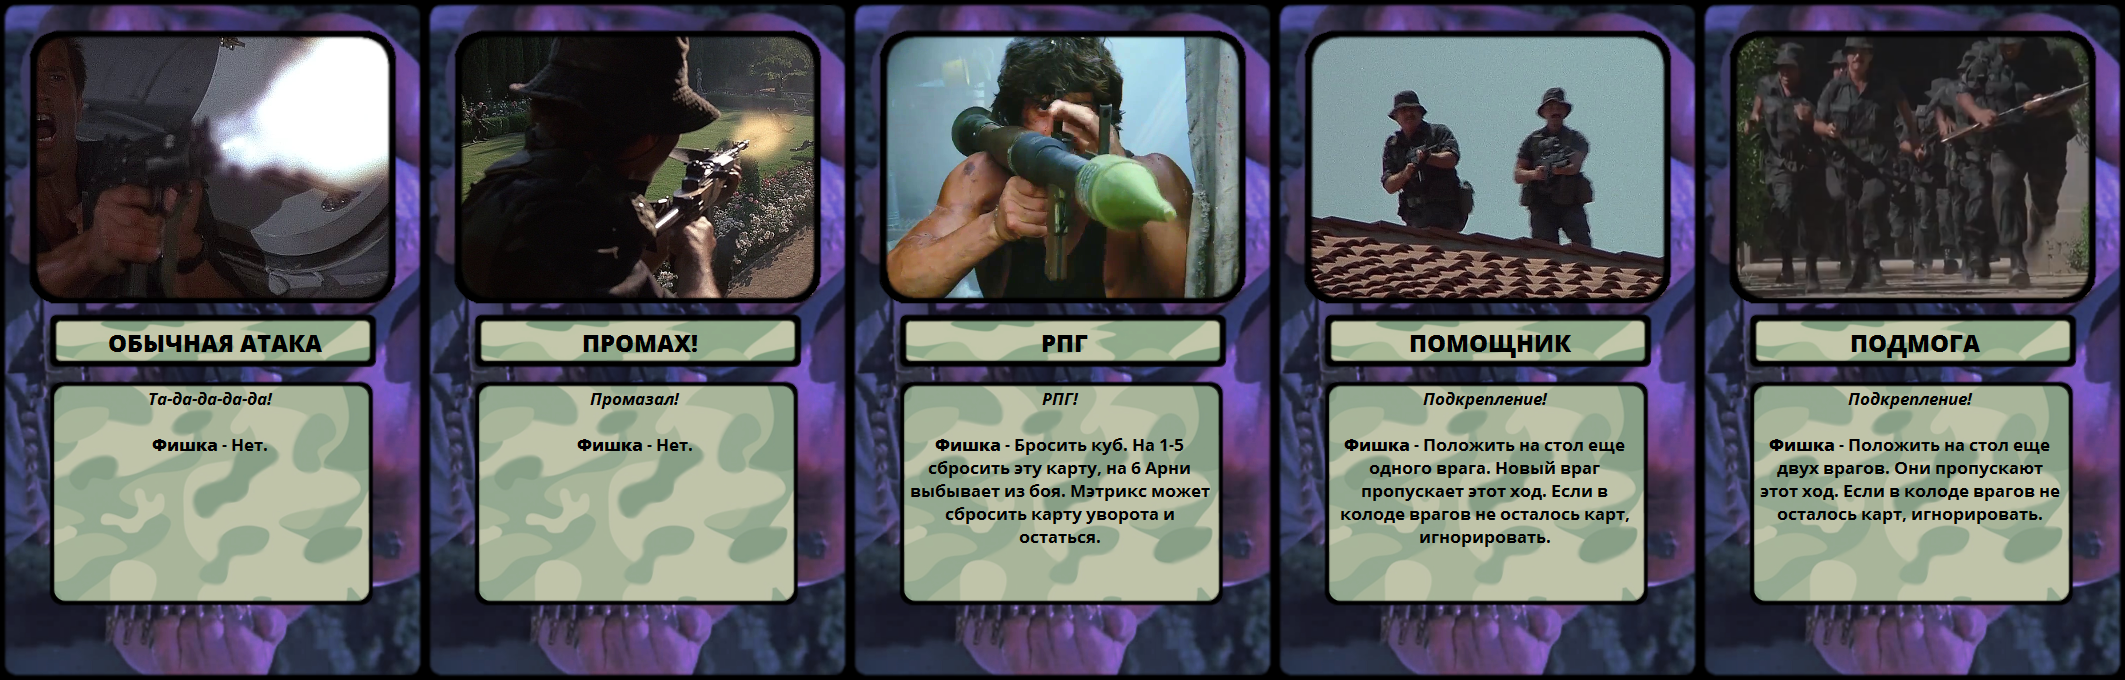 ОБЫЧНАЯ АТАКА
Та-да-да-да-да!
Фишка - Нет.
ПРОМАХ!
Промазал!
Фишка - Нет.
РПГ
РПГ!
Фишка - Бросить куб. На 1-5
сбросить эту карту, на 6 Арни
выбывает из боя. Мэтрикс может
сбросить карту уворота и
остаться.
ПОМОЩНИК
Подкрепление!
Фишка - Положить на стол еще
одного врага. Новый враг
пропускает этот ход. Если в
колоде врагов не осталось карт,
игнорировать.
ПОДМОГА
Подкрепление!
Фишка - Положить на стол еще
двух врагов. Они пропускают
этот ход. Если в колоде врагов не
осталось карт, игнорировать.